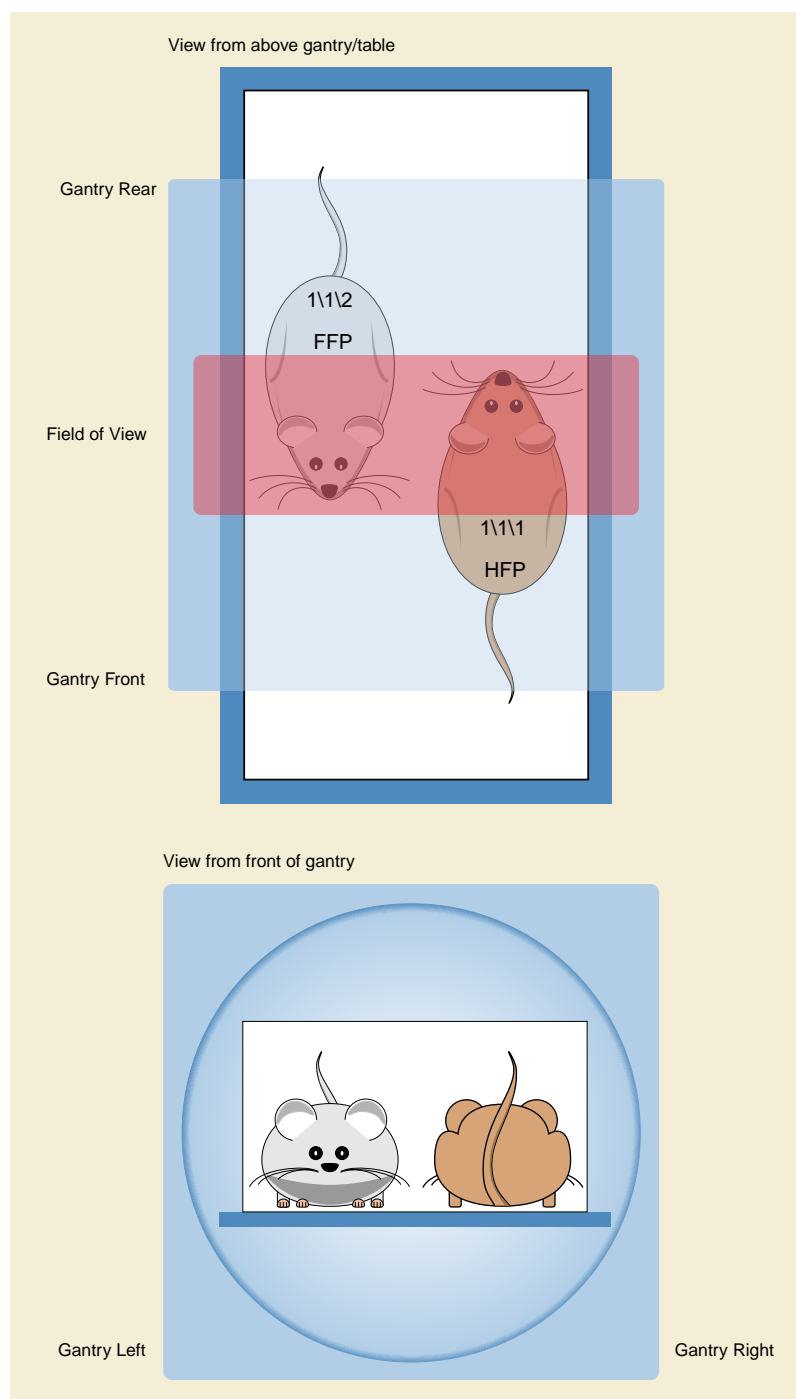 View from above gantry/table
Gantry Rear
1\1\2
FFP
Field of View
1\1\1
HFP
Gantry Front
View from front of gantry
Gantry Left
Gantry Right